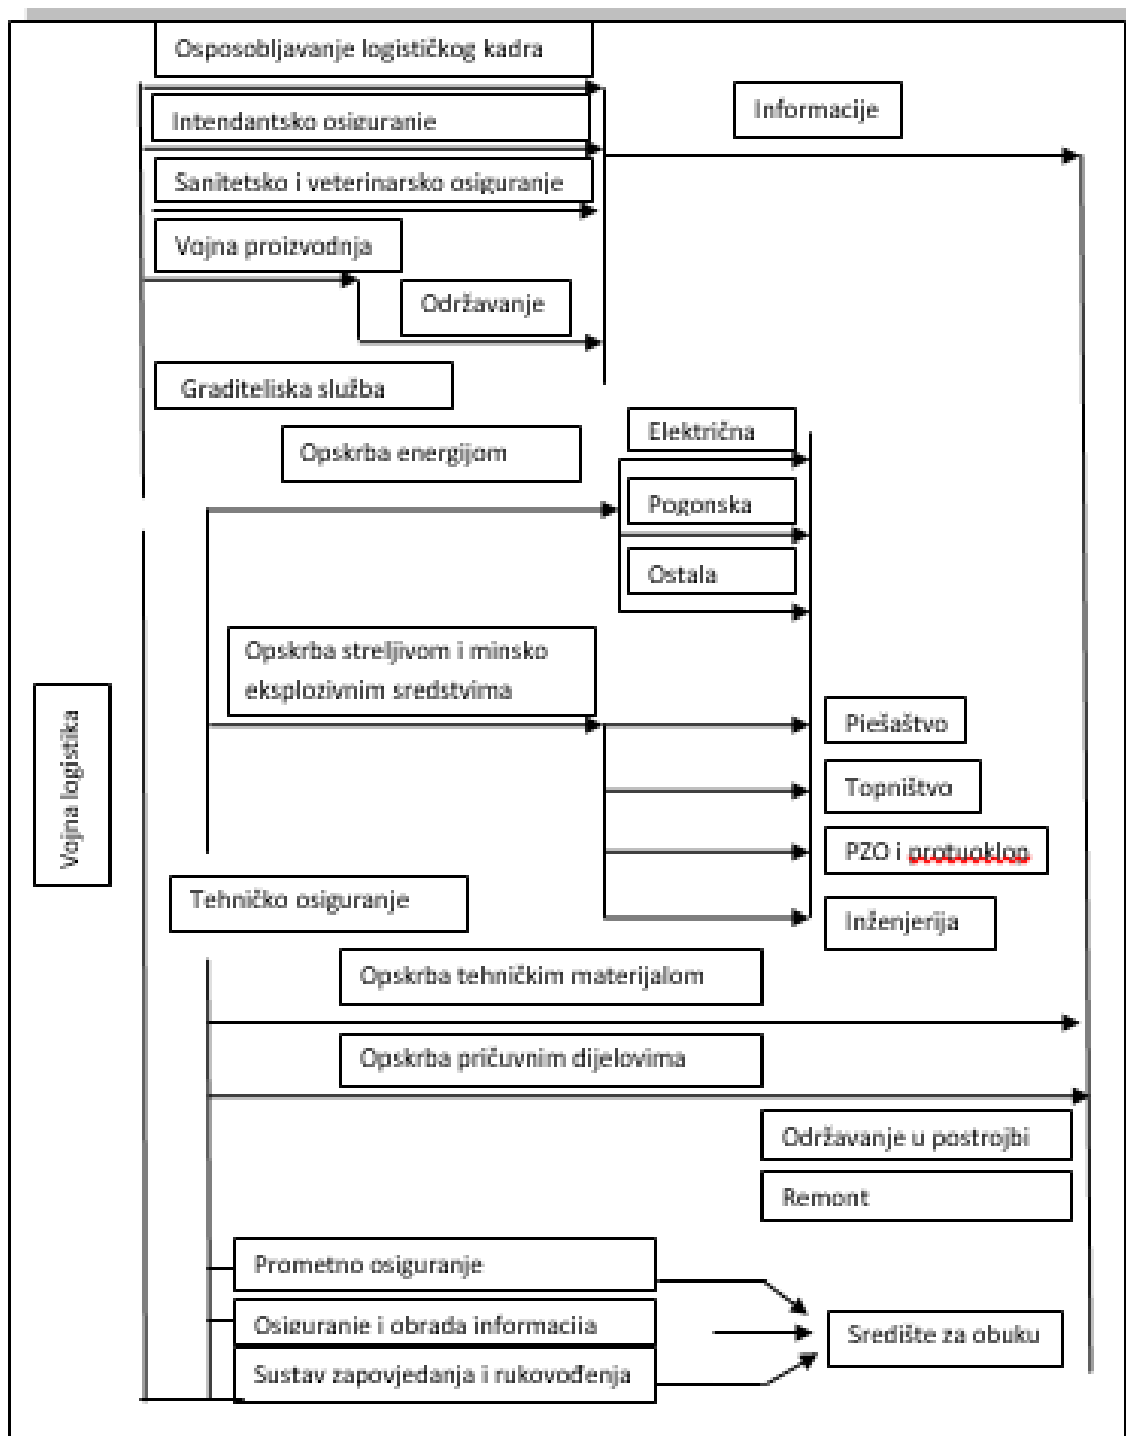 Osposobljavanje logističkog kadra
Informacije
Intendantsko osiguranje
Sanitetsko i veterinarsko osiguranje
Vojna proizvodnja
Održavanje
Graditeljska služba
Električna
Opskrba energijom
Pogonska
Ostala
Opskrba streljivom i minsko
eksplozivnim sredstvima
Vojna logistika
Pješaštvo
Topništvo
PZO i protuoklop
Tehničko osiguranje
Inženjerija
Opskrba tehničkim materijalom
Opskrba pričuvnim dijelovima
Održavanje u postrojbi
Remont
Prometno osiguranje
Osiguranje i obrada informacija
Središte za obuku
Sustav zapovjedanja i rukovođenja